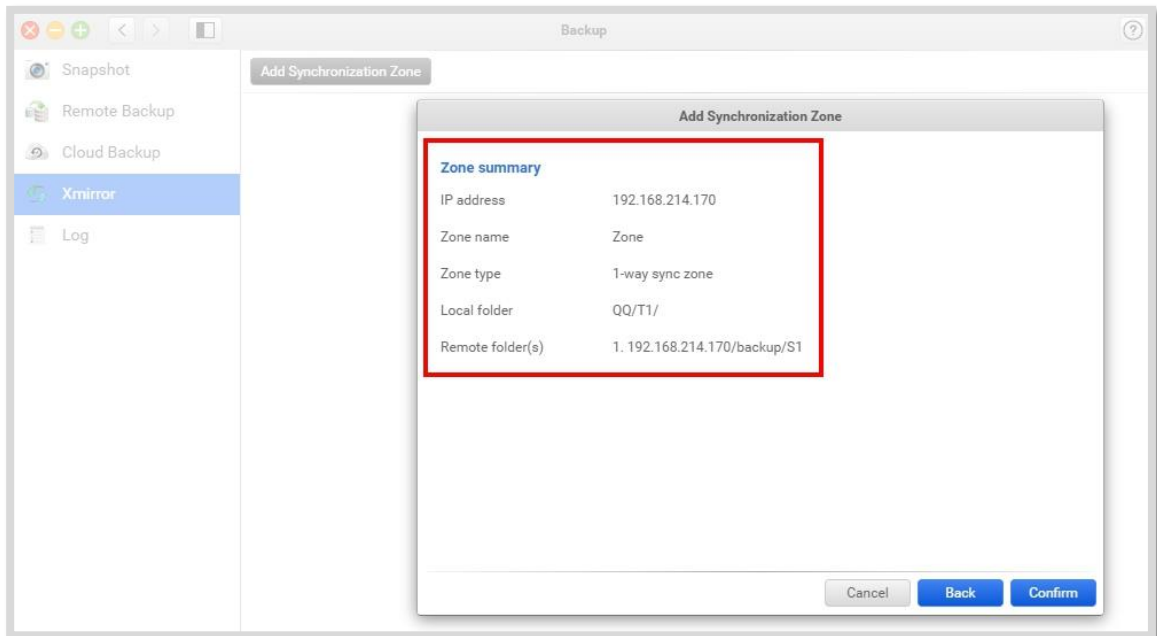 Backup
?
Snapshot
Remote Backup
Cloud Backup
Xmirror
Log
Add Synchronization Zone
Add Synchronization Zone
Zone summary
IP address 192.168.214.170
Zone name Zone
Zone type 1-way sync zone
Local folder QQ/T1/
Remote folder(s) 1. 192.168.214.170/backup/S1
Cancel Back Confirm